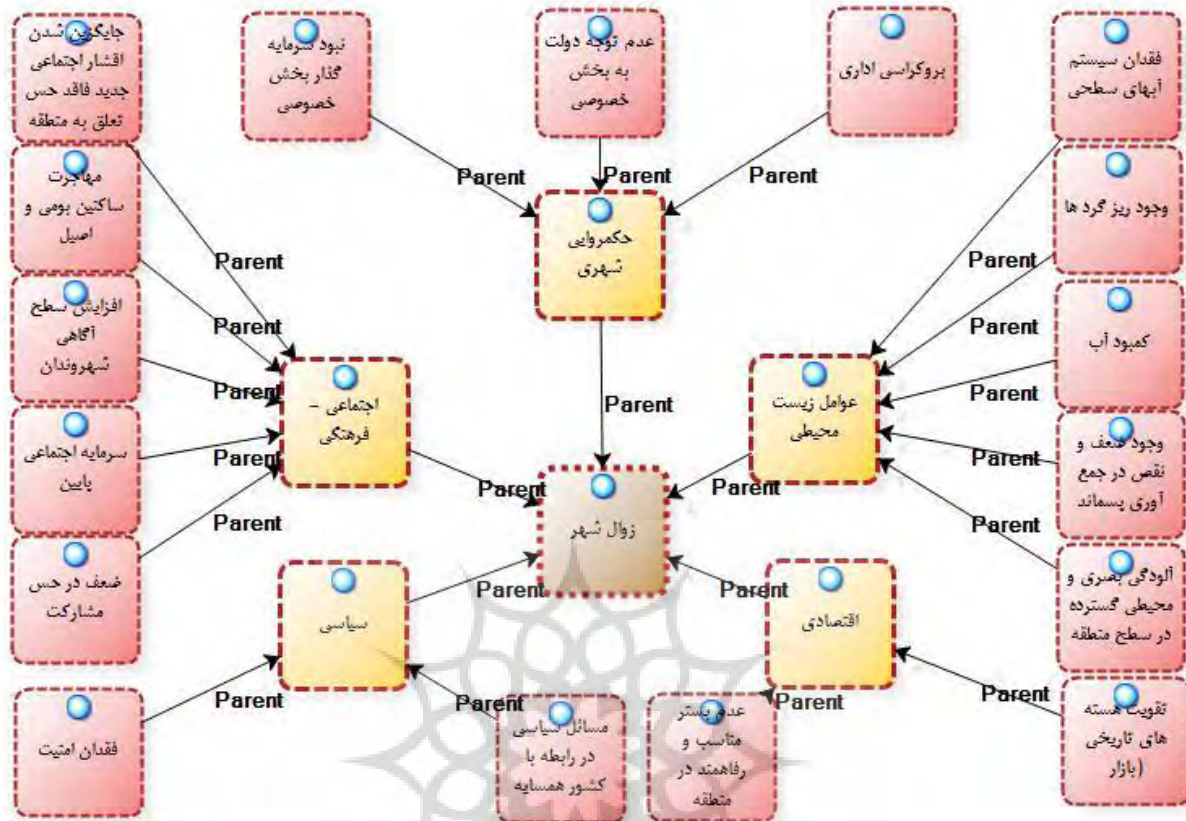 جایگزین شدن
اقشار اجتماعی
جدید فاقد حس
تعلق به منطقه
نبود سرمایه
گذار بخش
خصوصی
عدم توجه دولت
به بخش
خصوصی
بروکراسی اداری
فقدان سیستم
آبهای سطحی
Parent
Parent
Parent
مهاجرت
ساکنین بومی و
اصیل
حکمروایی
شهری
وجود ریز گرد ها
Parent
Parent
Parent
Parent
افزایش سطح
آگاهی
شهروندان
اجتماعی –
فرهنگی
عوامل زیست
محیطی
کمبود آب
Parent
Parent
Parent
Parent
سرمایه اجتماعی
پایین
وجود ضعف و
نقص در جمع
آوری پسماند
Parent
Parent
Parent
Parent
Parent
Parent
زوال شهر
ضعف در حس
مشارکت
آلودگی بصری و
محیطی گسترده
در سطح منطقه
Parent
Parent
سیاسی
اقتصادی
Parent
Parent
Parent
Parent
فقدان امنیت
مسائل سیاسی
در رابطه با
کشور همسایه
عدم بستر
مناسب و
رفاهمند در
منطقه
تقویت هسته
های تاریخی
(بازار